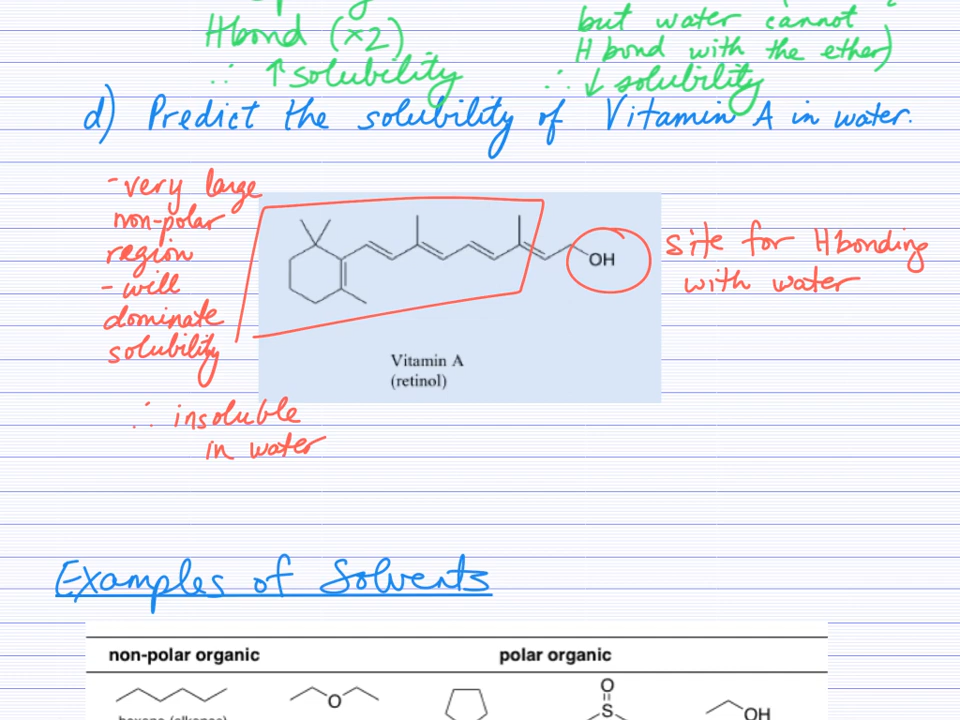 H bond (x2)
∴ ↑ solubility
but water cannot
H bond with the ether)
∴ ↓ solubility
d) Predict the solubility of Vitamin A in water.
- very large
non-polar
region
- will
dominate
solubility
∴ insoluble
in water
OH
site for H bonding
with water
Vitamin A
(retinol)
Examples of Solvents
non-polar organic polar organic
O
O
S
OH